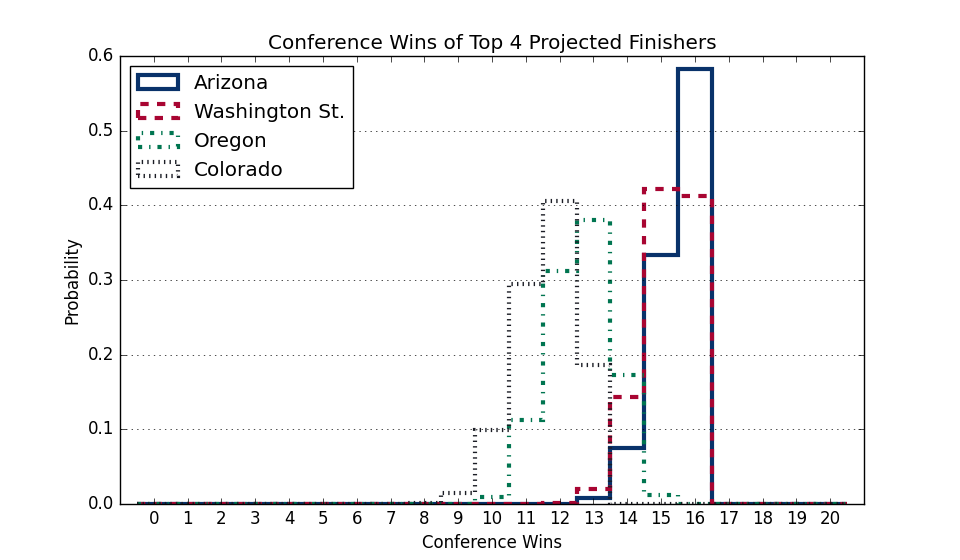 Conference Wins of Top 4 Projected Finishers
0.6
0.5
0.4
0.3
0.2
0.1
0.0
Probability
Arizona
Washington St.
Oregon
Colorado
0 1 2 3 4 5 6 7 8 9 10 11 12 13 14 15 16 17 18 19 20
Conference Wins